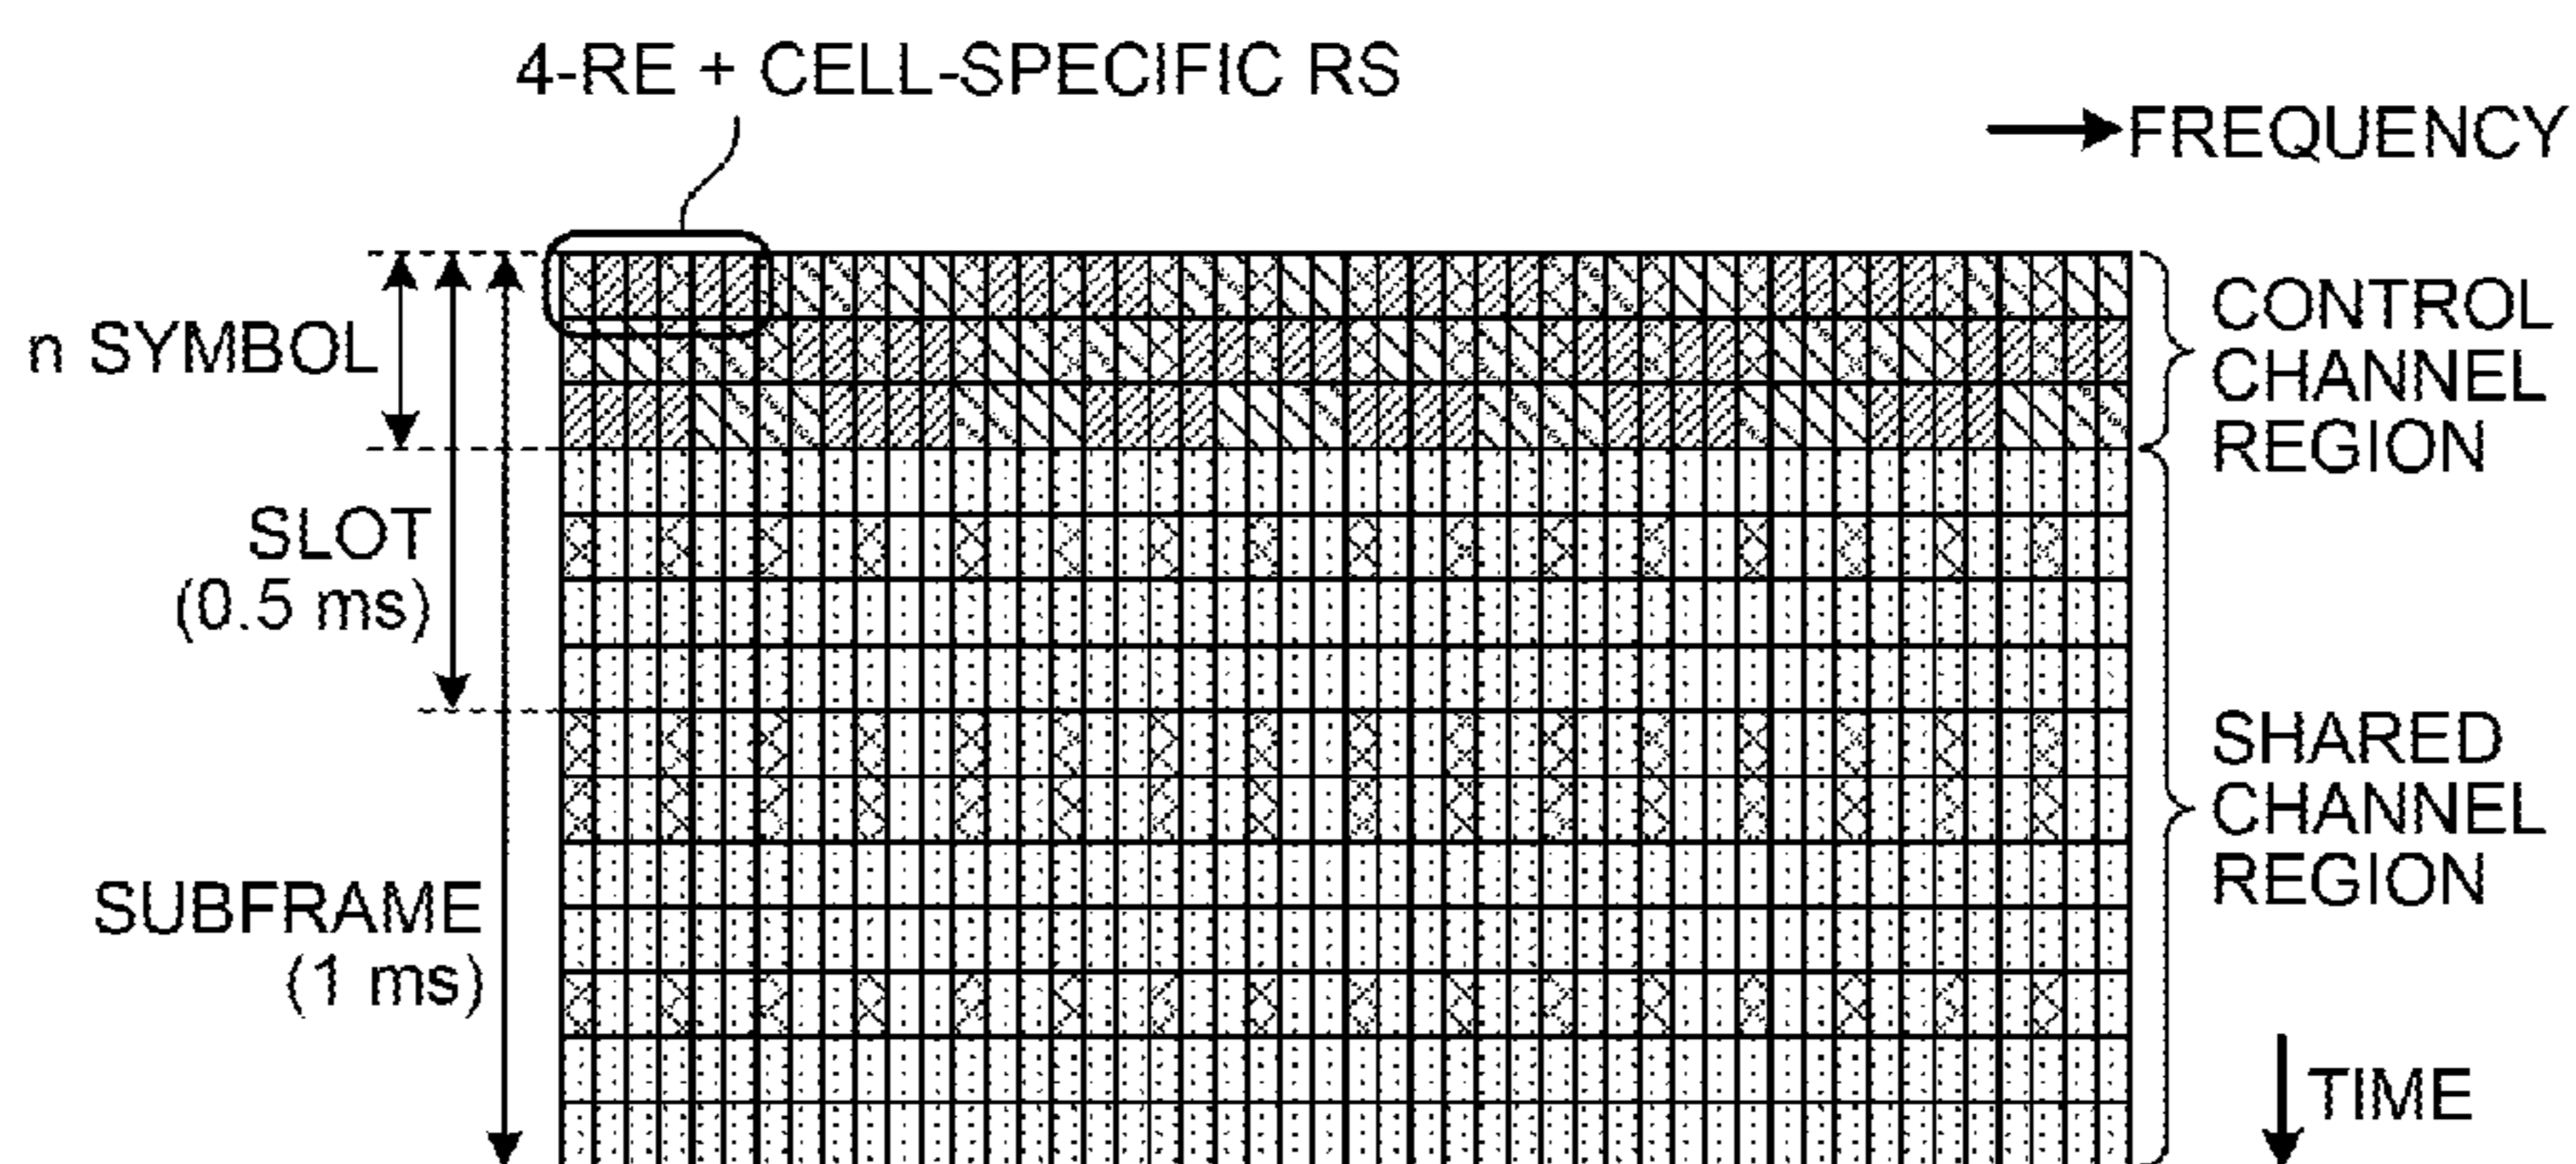 4-RE + CELL-SPECIFIC RS
FREQUENCY
n SYMBOL
SLOT
(0.5 ms)
SUBFRAME
(1 ms)
CONTROL
CHANNEL
REGION
SHARED
CHANNEL
REGION
TIME